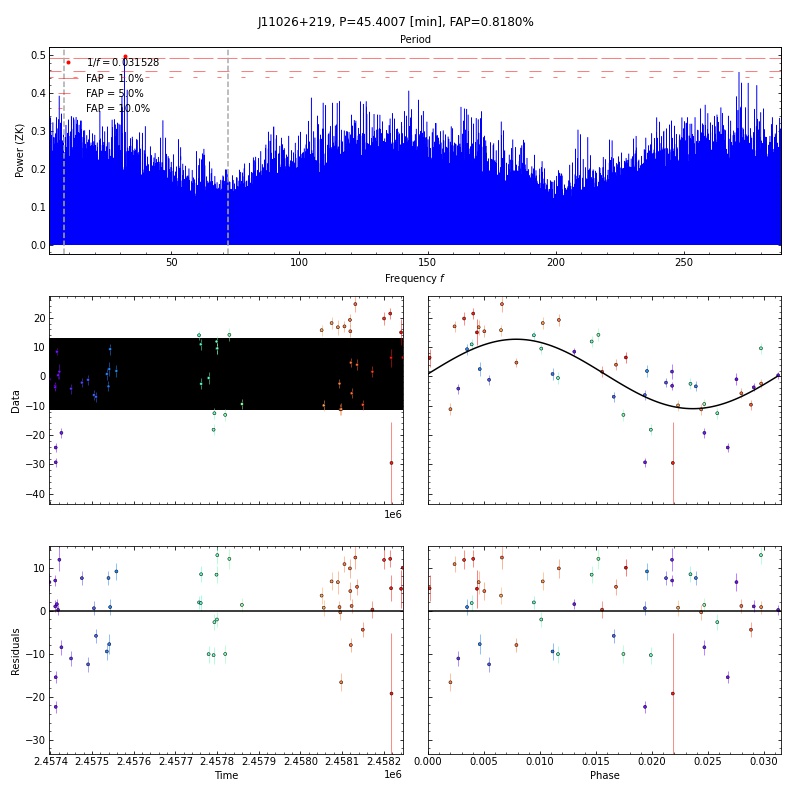 J11026+219, P=45.4007 [min], FAP=0.8180%
Period
1/f = 0.031528
FAP = 1.0%
FAP = 5.0%
FAP = 10.0%
Power (ZK)
0.5
0.4
0.3
0.2
0.1
0.0
50
100
150
200
250
Frequency f
Data
20
10
0
−10
−20
−30
−40
1e6
Residuals
10
0
−10
−20
−30
2.4574
2.4575
2.4576
2.4577
2.4578
2.4579
2.4580
2.4581
2.4582
1e6
Time
0.000
0.005
0.010
0.015
0.020
0.025
0.030
Phase